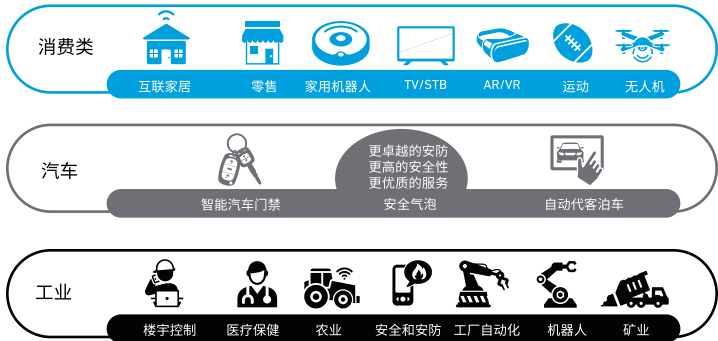 消费类
互联家居
零售
家用机器人
TV/STB
AR/VR
运动
无人机
汽车
更卓越的安防
更高的安全性
更优质的服务
智能汽车门禁
安全气泡
自动代客泊车
工业
楼宇控制
医疗保健
农业
安全和安防
工厂自动化
机器人
矿业